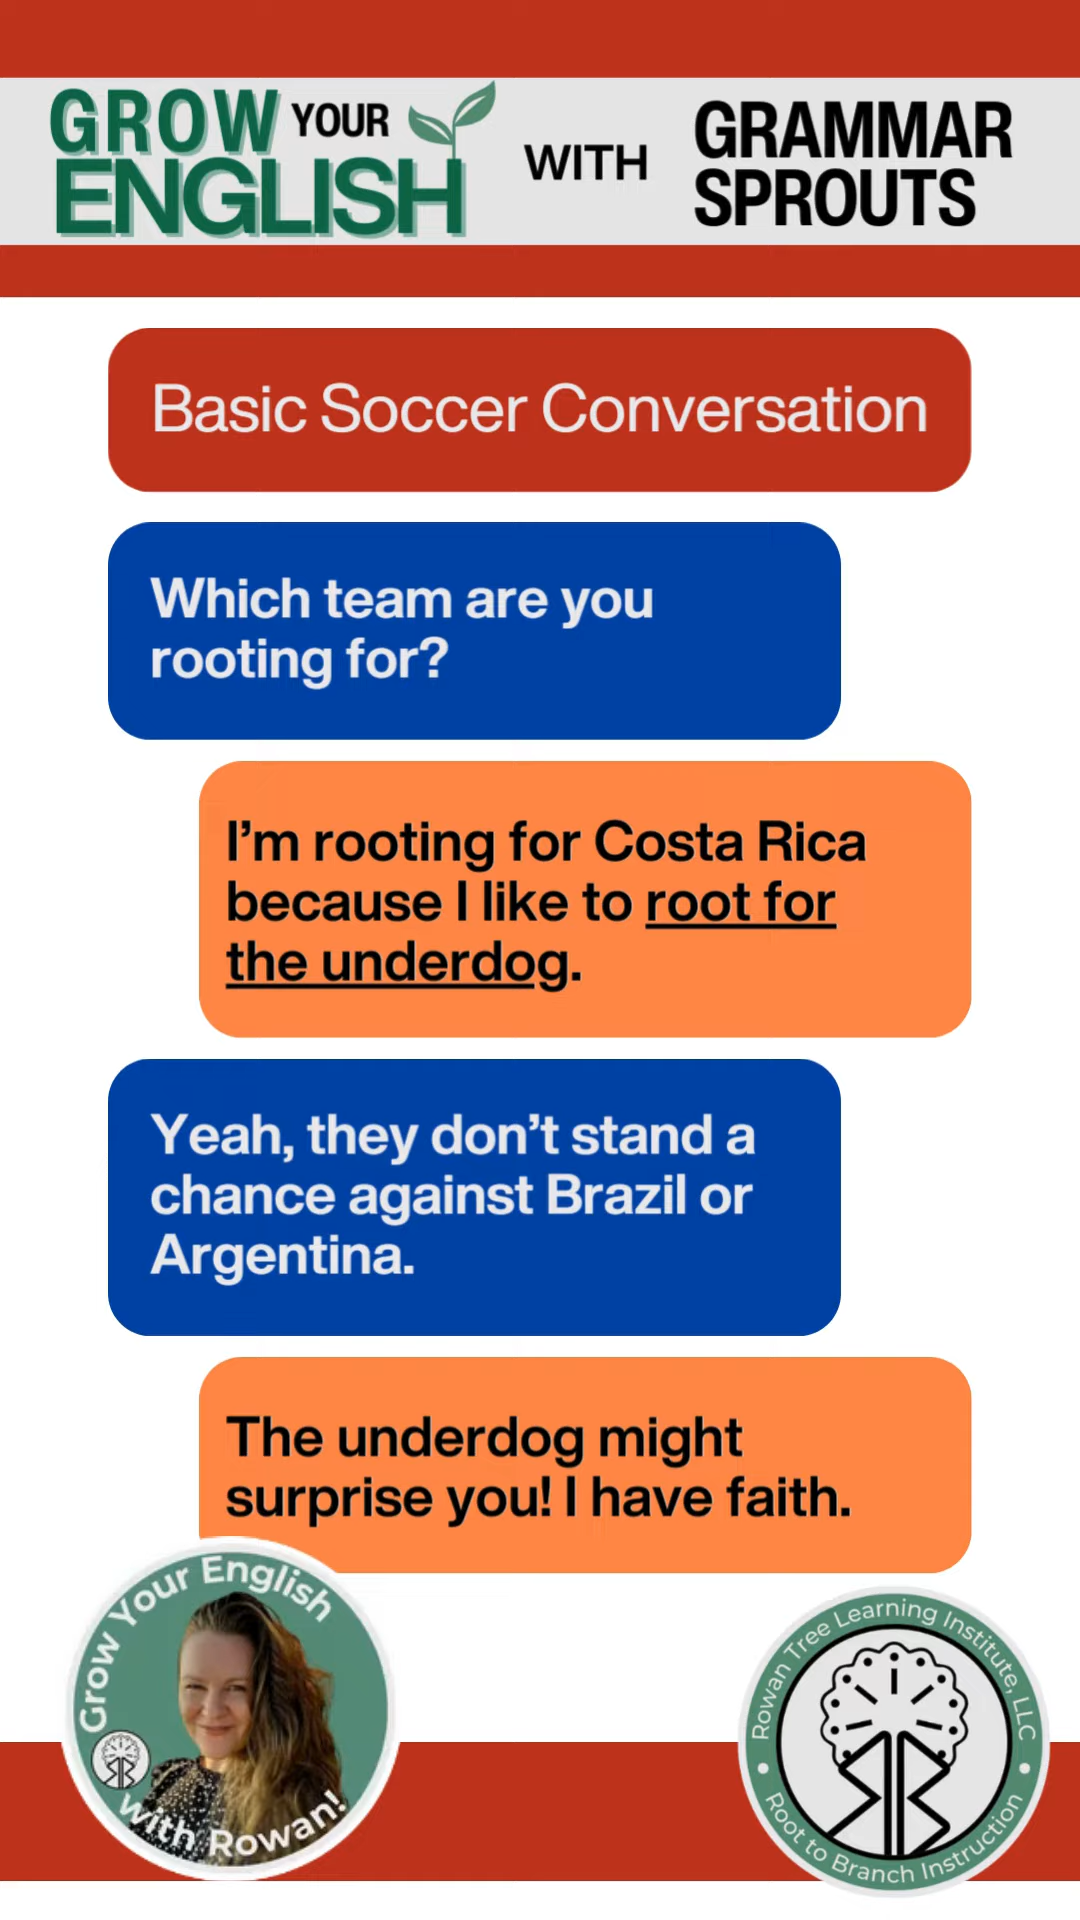 GROW YOUR
ENGLISH
WITH
GRAMMAR
SPROUTS
Basic Soccer Conversation
Which team are you
rooting for?
I'm rooting for Costa Rica
because I like to root for
the underdog.
Yeah, they don't stand a
chance against Brazil or
Argentina.
The underdog might
surprise you! I have faith.
Grow Your English
with Rowan!
Rowan Tree Learning Institute, LLC
Root to Branch Instruction